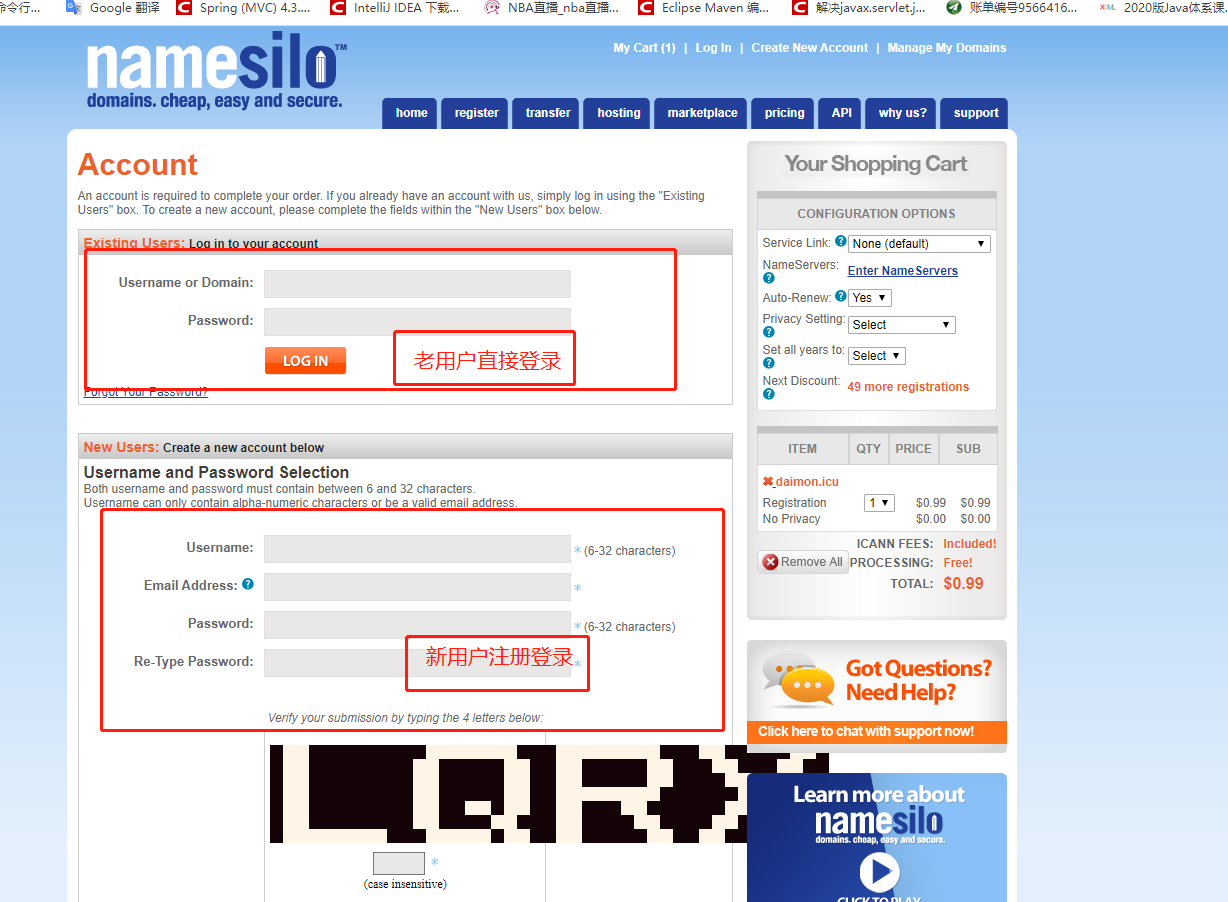 命令行...
Google 翻译
Spring (MVC) 4.3....
IntelliJ IDEA 下载...
NBA直播_nba直播...
Eclipse Maven 编...
解决javax.servlet.j...
账单编号9566416...
2020版Java体系课...
namesilo™
domains. cheap, easy and secure.
My Cart (1) | Log In | Create New Account | Manage My Domains
home register transfer hosting marketplace pricing API why us? support
Account
An account is required to complete your order. If you already have an account with us, simply log in using the "Existing
Users" box. To create a new account, please complete the fields within the "New Users" box below.
Existing Users: Log in to your account
Username or Domain:
Password:
LOG IN
老用户直接登录
Forgot Your Password?
New Users: Create a new account below
Username and Password Selection
Both username and password must contain between 6 and 32 characters.
Username can only contain alpha-numeric characters or be a valid email address.
Username: * (6-32 characters)
Email Address: ? *
Password: * (6-32 characters)
Re-Type Password: *
新用户注册登录
Verify your submission by typing the 4 letters below:
LQRX
*
(case insensitive)
Your Shopping Cart
CONFIGURATION OPTIONS
Service Link: ? None (default)
NameServers: ? Enter NameServers
Auto-Renew: ? Yes
Privacy Setting: ? Select
Set all years to: ? Select
Next Discount: ? 49 more registrations
ITEM QTY PRICE SUB
daimon.icu
Registration 1 $0.99 $0.99
No Privacy $0.00 $0.00
ICANN FEES: Included!
Remove All
PROCESSING: Free!
TOTAL: $0.99
Got Questions?
Need Help?
Click here to chat with support now!
Learn more about
namesilo
domains. cheap, easy and secure.
CLICK TO PLAY